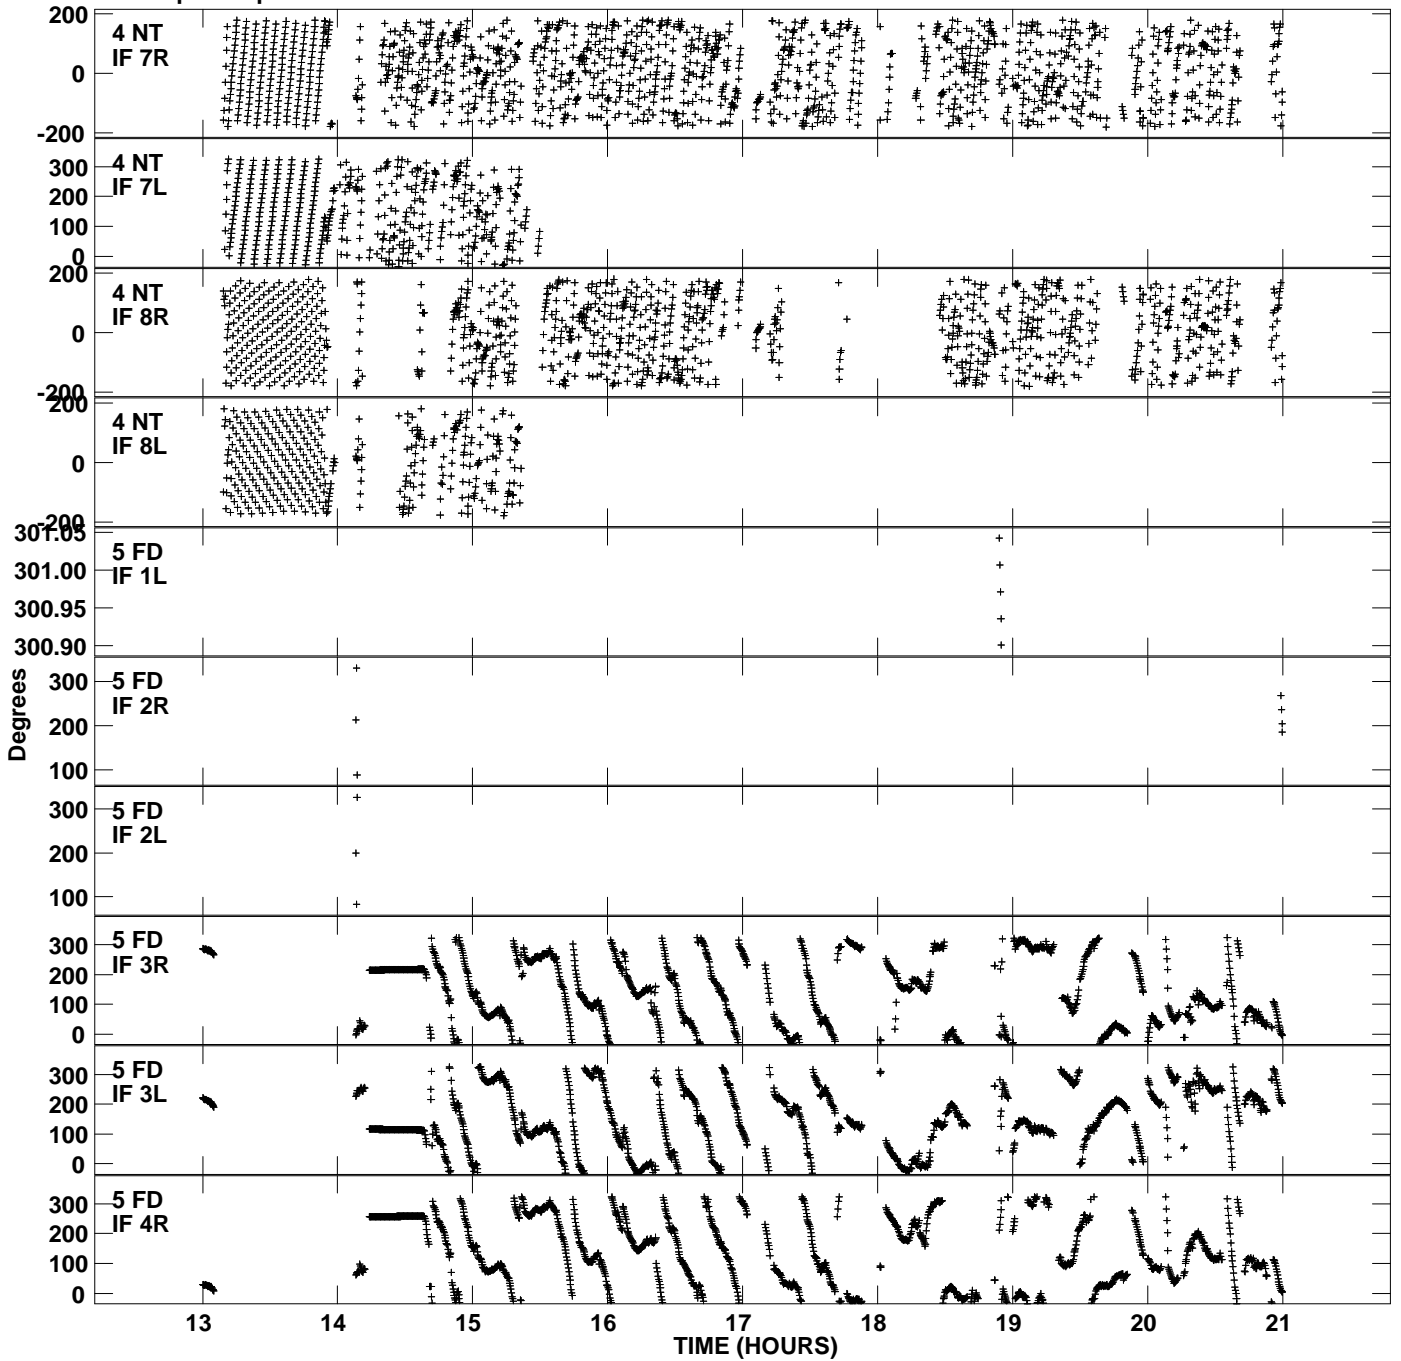 200
4 NT
IF 7R
0
-200
4 NT
IF 7L
300
200
100
0
200
4 NT
IF 8R
0
-200
200
4 NT
IF 8L
0
-200
301.05
5 FD
IF 1L
301.00
300.95
300.90
5 FD
IF 2R
300
200
100
5 FD
IF 2L
300
200
100
5 FD
IF 3R
300
200
100
0
5 FD
IF 3L
300
200
100
0
5 FD
IF 4R
300
200
100
0
Degrees
13 14 15 16 17 18 19 20 21
TIME (HOURS)